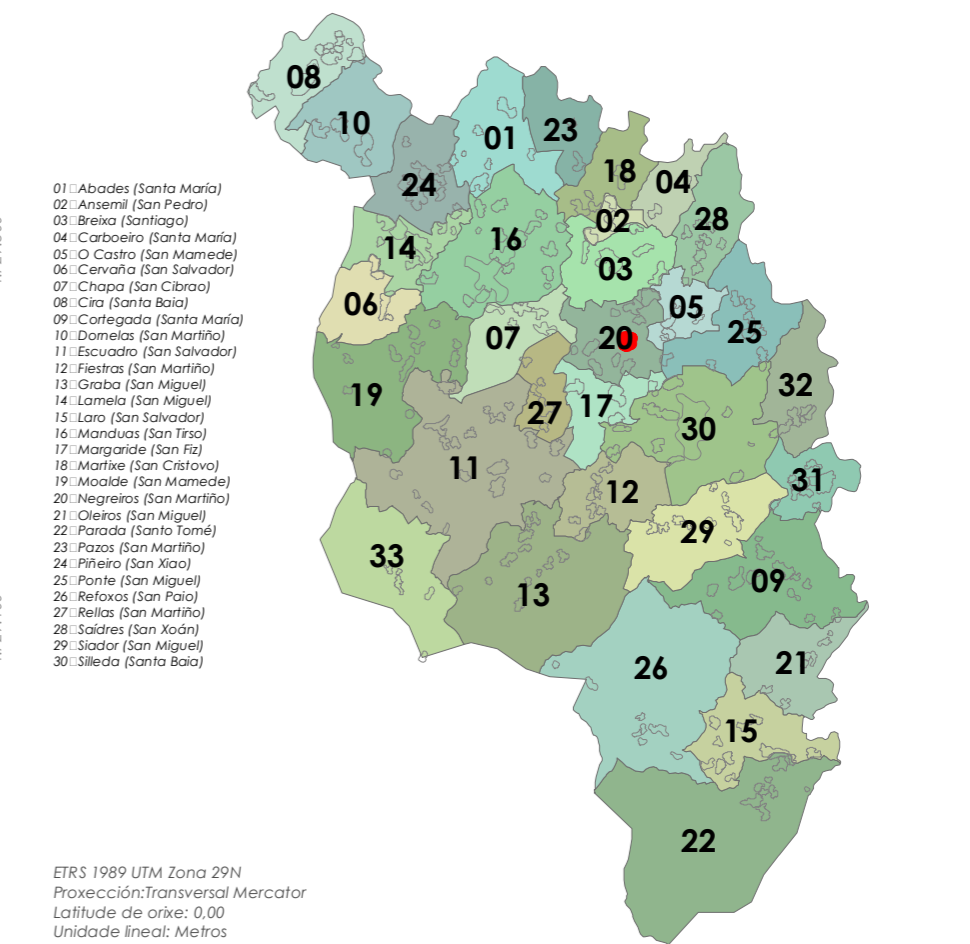 01□Abades (Santa María)
02□Ansemil (San Pedro)
03□Breixa (Santiago)
04□Carboeiro (Santa María)
05□O Castro (San Mamede)
06□Cervaña (San Salvador)
07□Chapa (San Cibrao)
08□Cira (Santa Baia)
09□Cortegada (Santa María)
10□Dornelas (San Martiño)
11□Escuadro (San Salvador)
12□Fiestras (San Martiño)
13□Graba (San Miguel)
14□Lamela (San Miguel)
15□Laro (San Salvador)
16□Manduas (San Tirso)
17□Margaride (San Fiz)
18□Martixe (San Cristovo)
19□Moalde (San Mamede)
20□Negreiros (San Martiño)
21□Oleiros (San Miguel)
22□Parada (Santo Tomé)
23□Pazos (San Martiño)
24□Piñeiro (San Xiao)
25□Ponte (San Miguel)
26□Refoxos (San Paio)
27□Rellas (San Martiño)
28□Saídres (San Xoán)
29□Siador (San Miguel)
30□Silleda (Santa Baia)
08
10
23
01
18
04
24
02
28
16
14
03
06
05
25
07
20
32
19
17
27
30
11
31
12
29
33
09
13
21
26
15
22
ETRS 1989 UTM Zona 29N
Proxección:Transversal Mercator
Latitude de orixe: 0,00
Unidade lineal: Metros